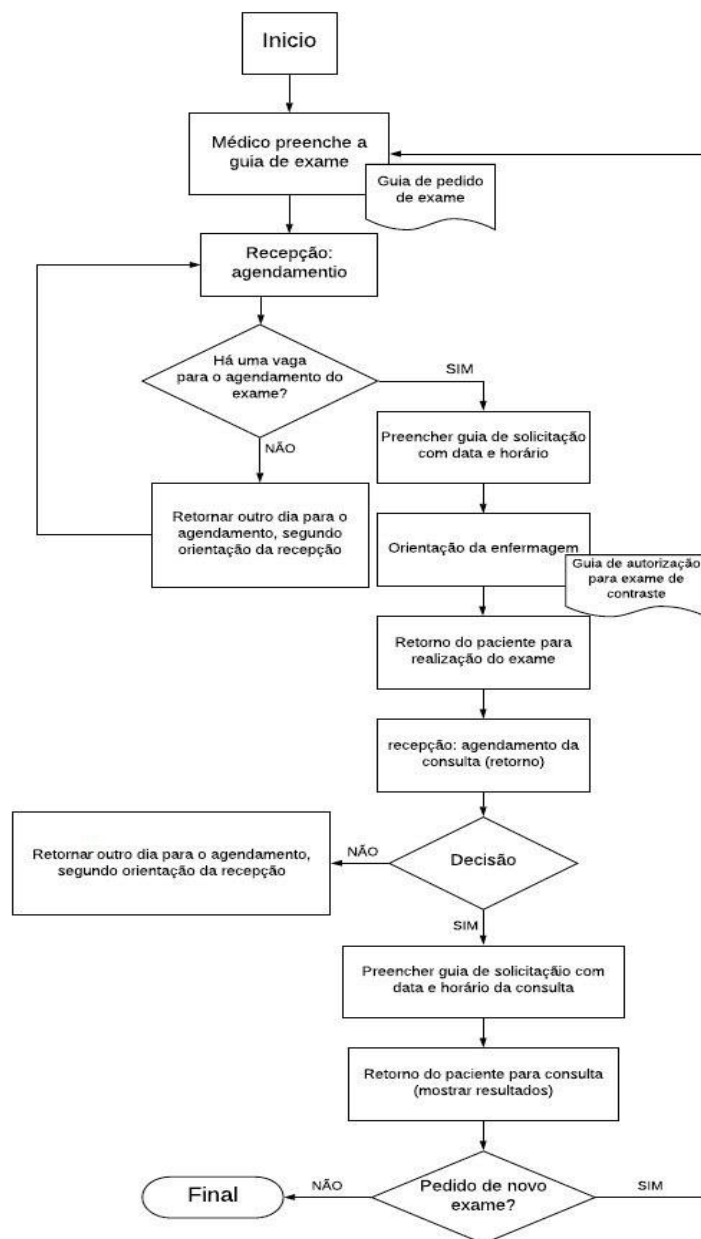 Inicio
Médico preenche a
guia de exame
Guia de pedido
de exame
Recepção:
agendamentio
Há uma vaga
para o agendamento do
exame?
SIM
NÃO
Preencher guia de solicitação
com data e horário
Retornar outro dia para o
agendamento, segundo
orientação da recepção
Orientação da enfermagem
Guia de autorização
para exame de
contraste
Retorno do paciente para
realização do exame
recepção: agendamento da
consulta (retorno)
Decisão
NÃO
Retornar outro dia para o agendamento,
segundo orientação da recepção
SIM
Preencher guia de solicitaçãio com
data e horário da consulta
Retorno do paciente para consulta
(mostrar resultados)
Pedido de novo
exame?
NÃO
SIM
Final